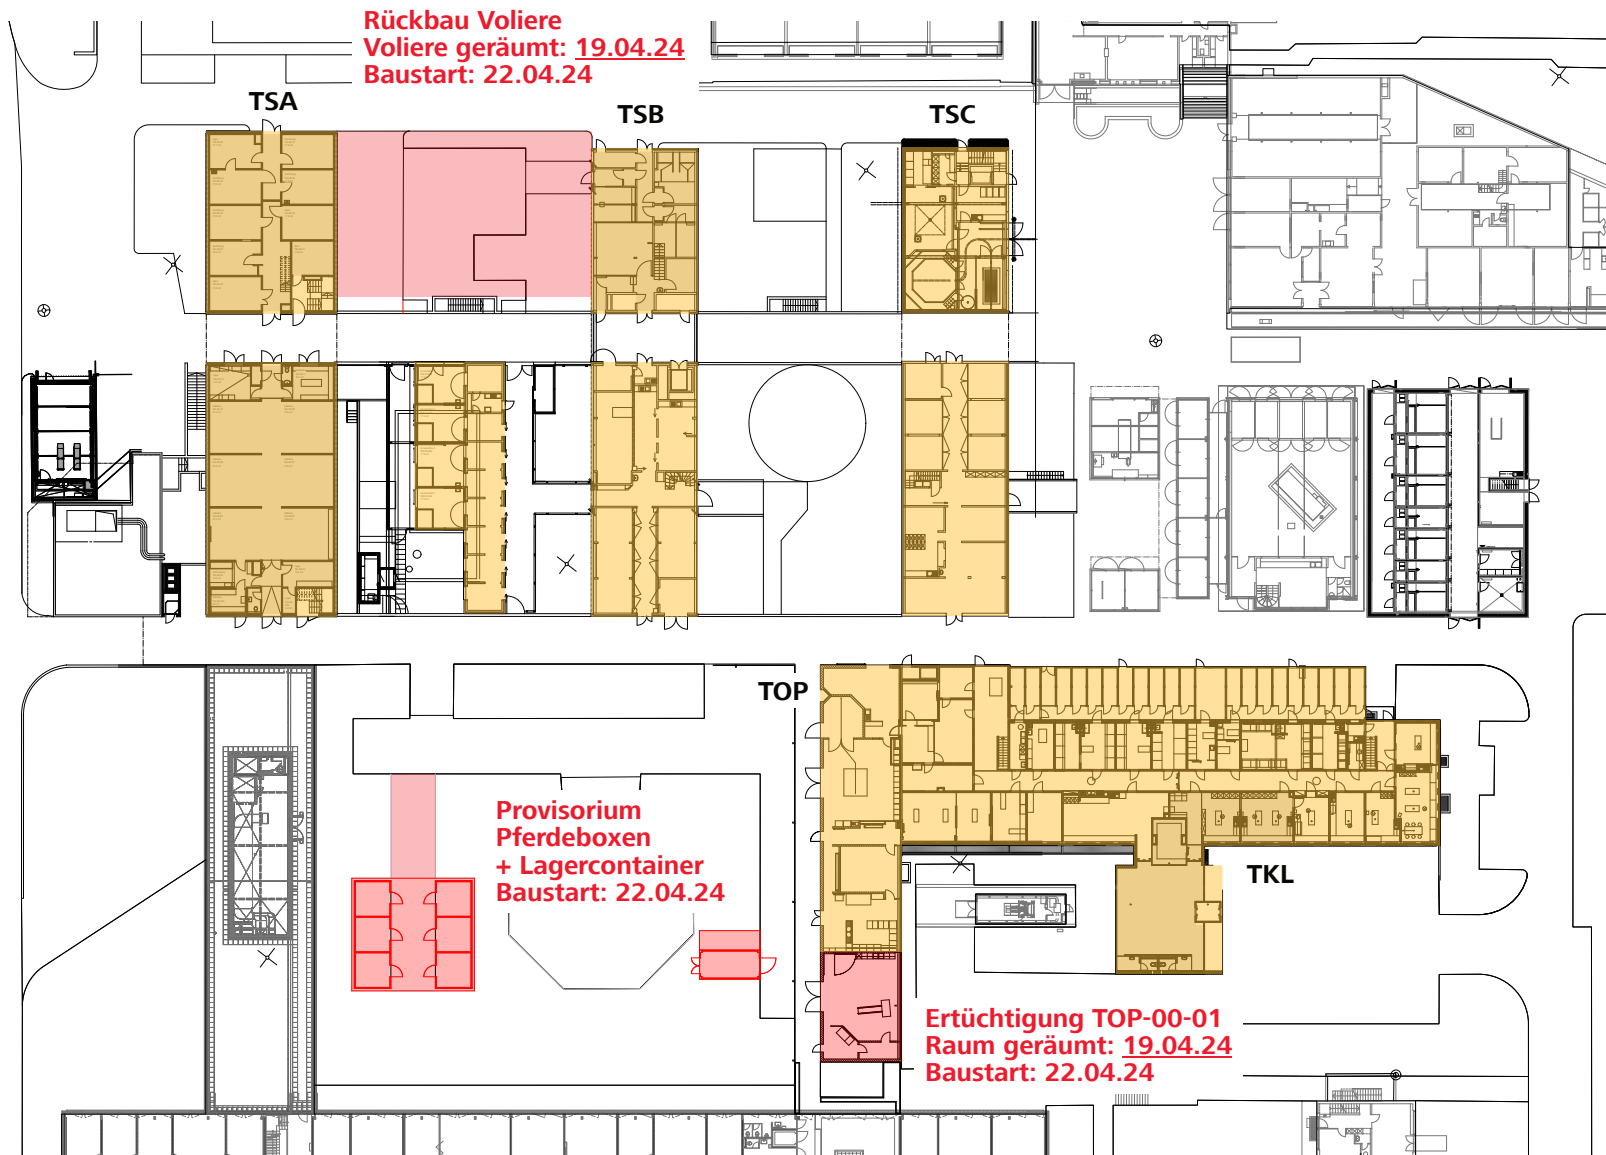 Rückbau Voliere
Voliere geräumt: 19.04.24
Baustart: 22.04.24
TSA
TSB
TSC
TOP
Provisorium
Pferdeboxen
+ Lagercontainer
Baustart: 22.04.24
TKL
Ertüchtigung TOP-00-01
Raum geräumt: 19.04.24
Baustart: 22.04.24